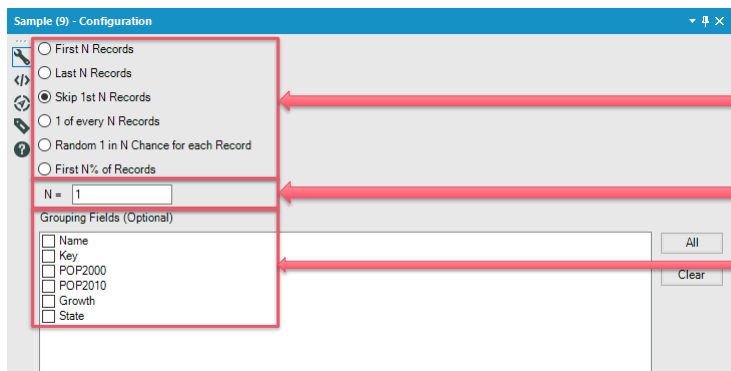 Sample (9) - Configuration
First N Records
Last N Records
Skip 1st N Records
1 of every N Records
Random 1 in N Chance for each Record
First N% of Records
N = 1
Grouping Fields (Optional)
Name
Key
POP2000
POP2010
Growth
State
All
Clear